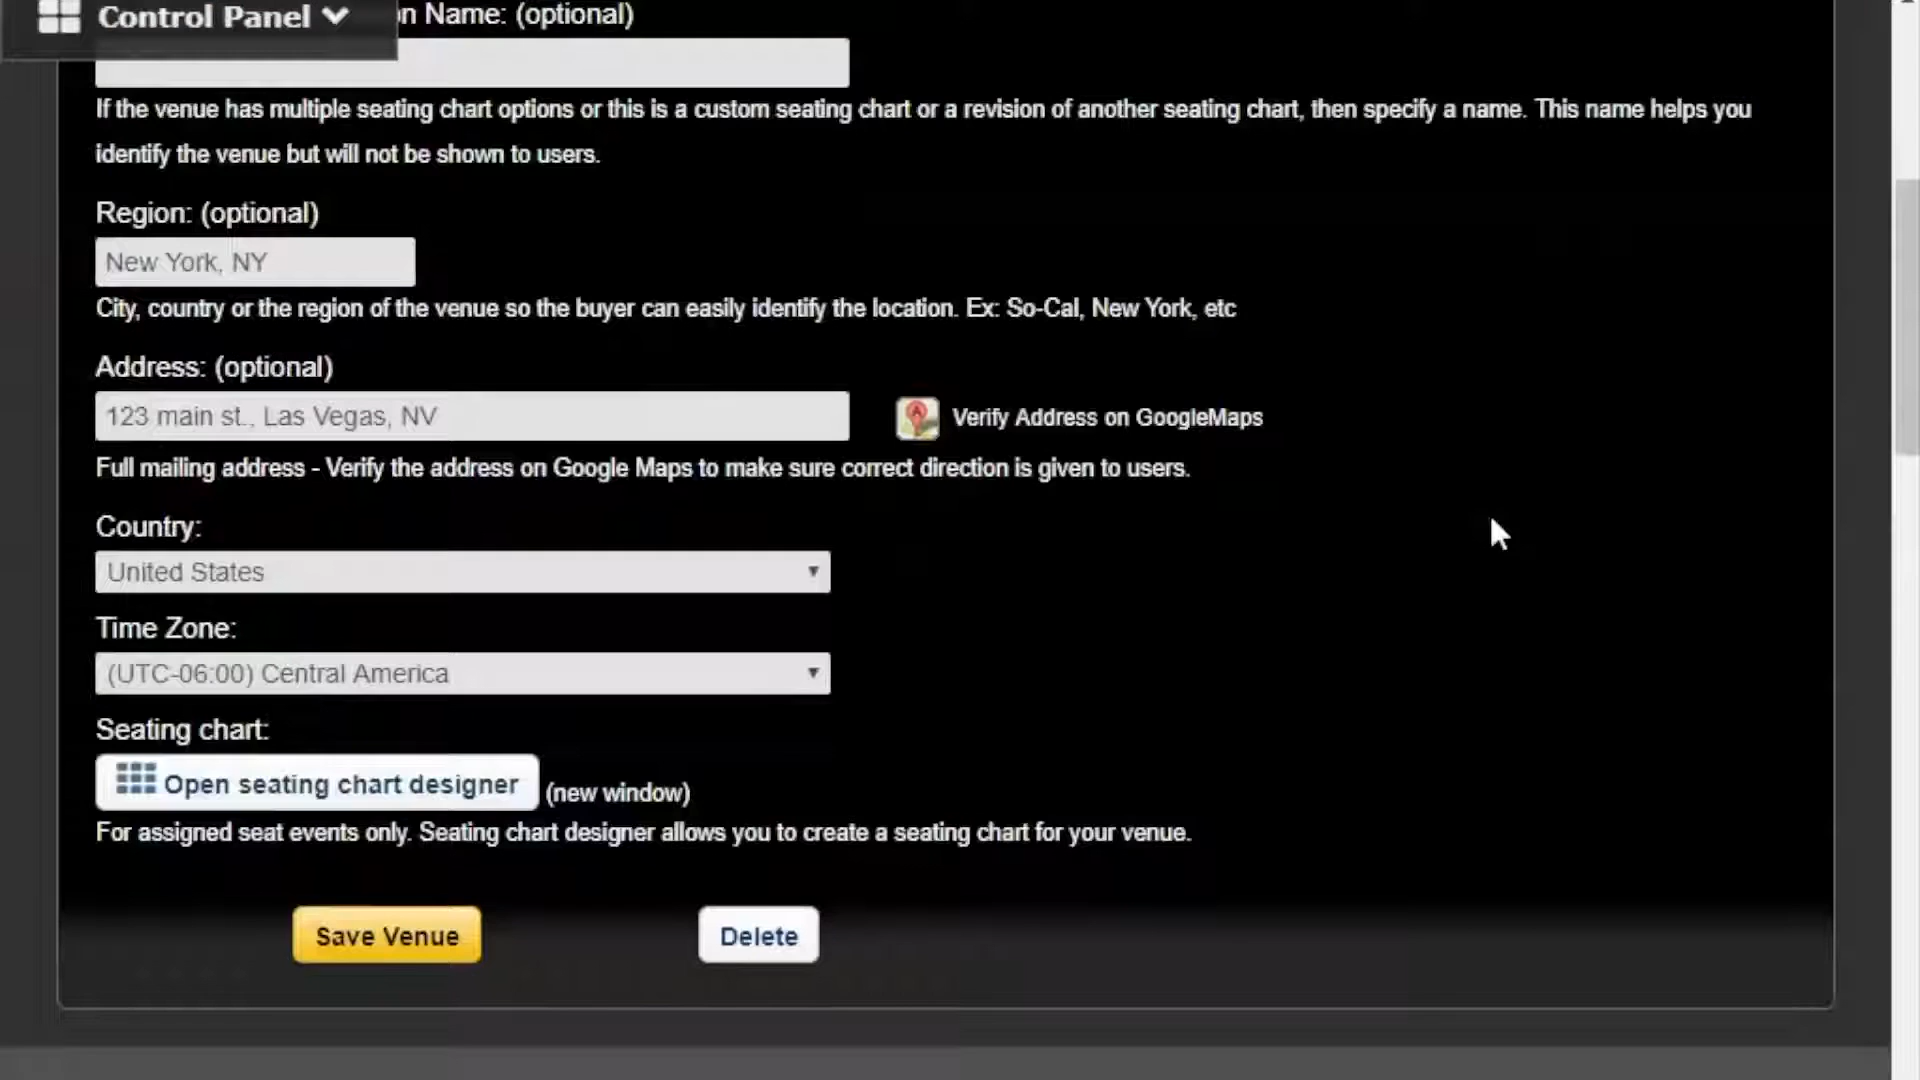 Control Panel
n Name: (optional)
If the venue has multiple seating chart options or this is a custom seating chart or a revision of another seating chart, then specify a name. This name helps you
identify the venue but will not be shown to users.
Region: (optional)
New York, NY
City, country or the region of the venue so the buyer can easily identify the location. Ex: So-Cal, New York, etc
Address: (optional)
123 main st., Las Vegas, NV
Verify Address on GoogleMaps
Full mailing address - Verify the address on Google Maps to make sure correct direction is given to users.
Country:
United States
Time Zone:
(UTC-06:00) Central America
Seating chart:
Open seating chart designer (new window)
For assigned seat events only. Seating chart designer allows you to create a seating chart for your venue.
Save Venue
Delete